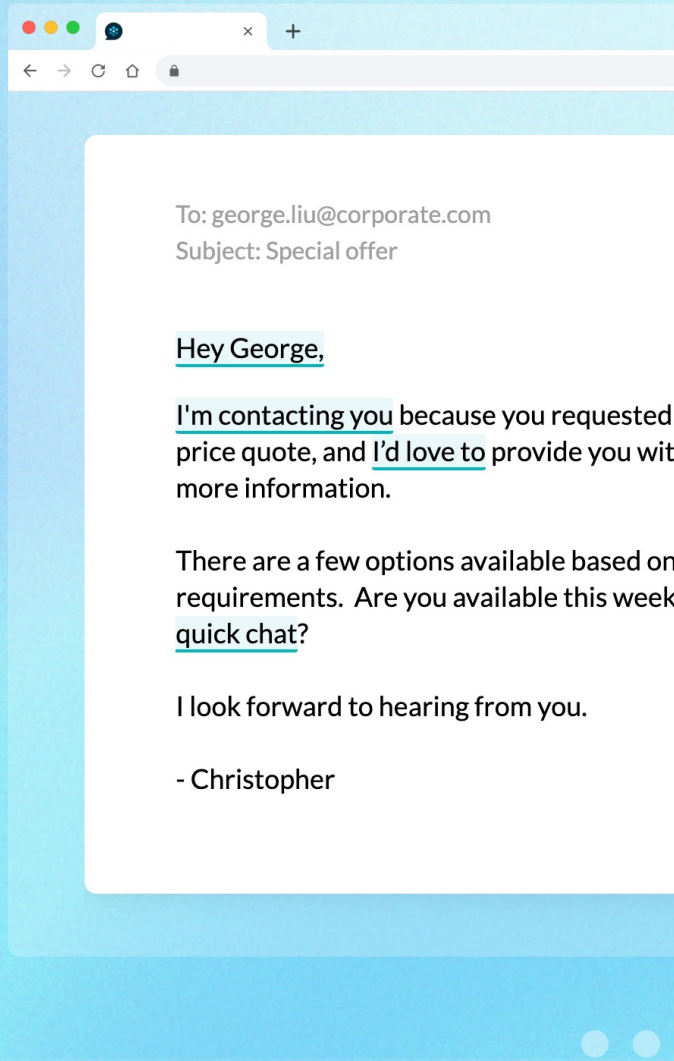 To: george.liu@corporate.com
Subject: Special offer
Hey George,
I'm contacting you because you requested
price quote, and I’d love to provide you wit
more information.
There are a few options available based on
requirements.  Are you available this week
quick chat?
I look forward to hearing from you.
- Christopher